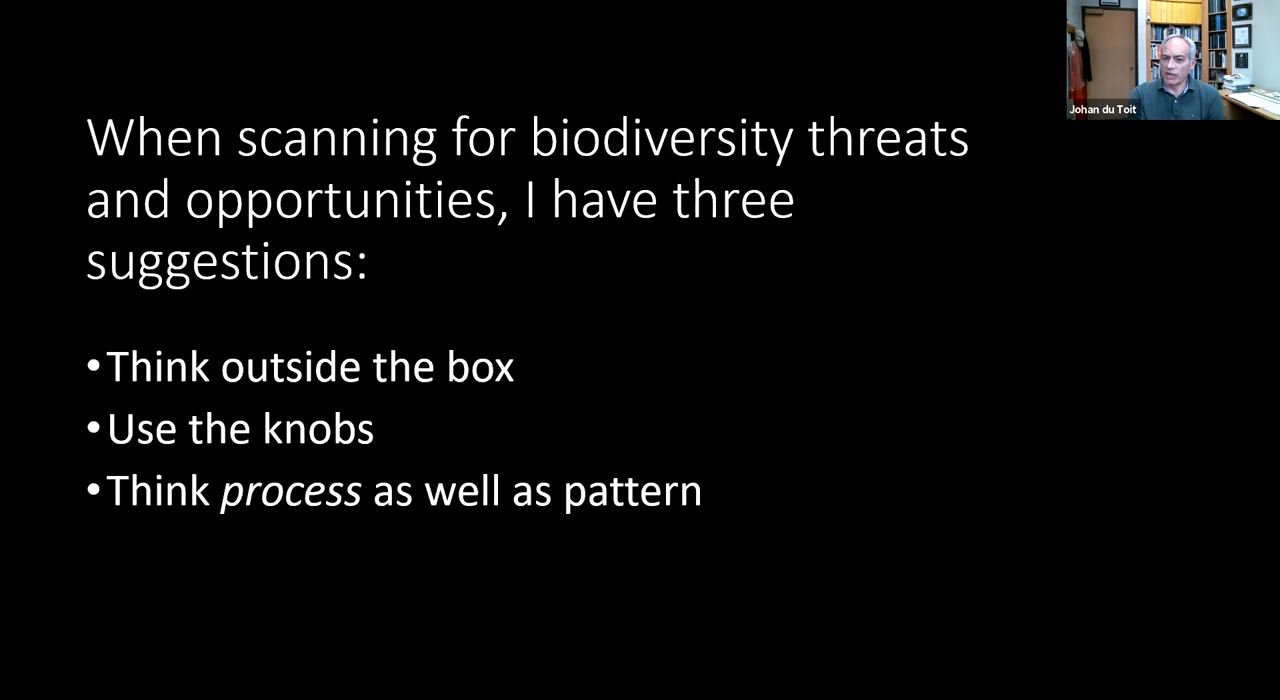 When scanning for biodiversity threats
and opportunities, I have three
suggestions:
•Think outside the box
•Use the knobs
•Think process as well as pattern
Johan du Toit